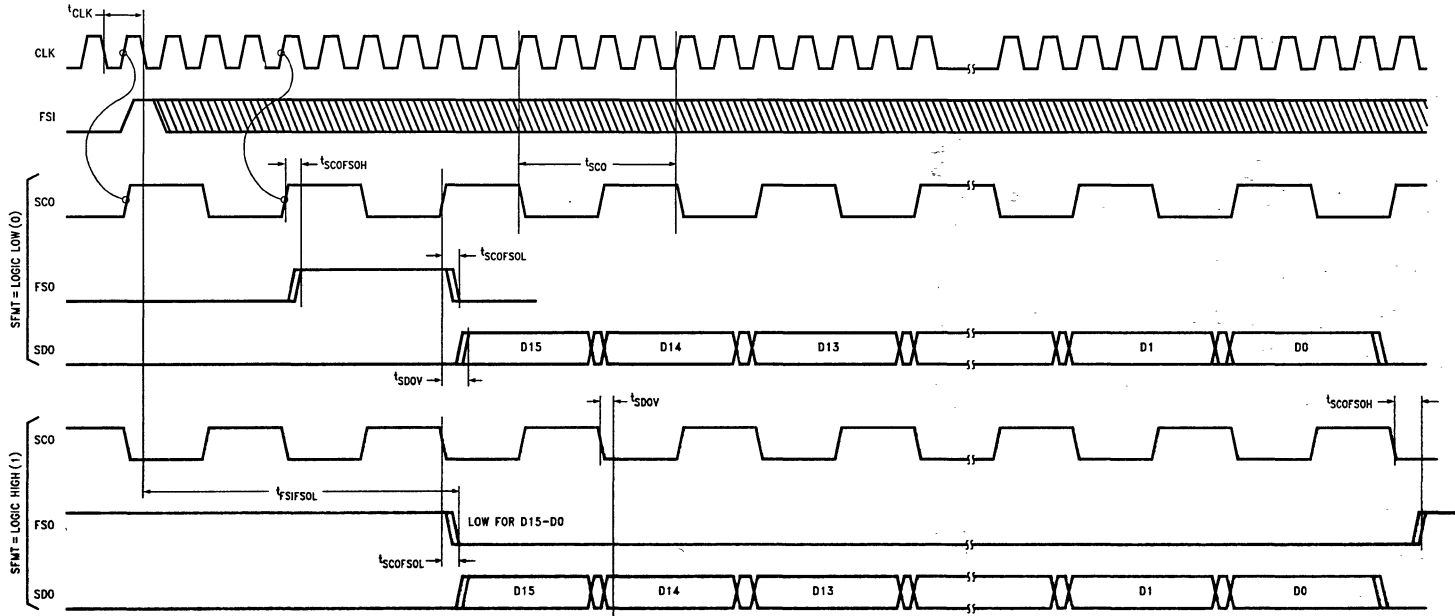 tCLK
CLK
FSI
tSCOFSOH
tSCO
SFMT = LOGIC LOW (0)
SCO
tSCOFSOL
FSO
SDO
D15
D14
D13
D1
D0
tSDOV
tSDOV
tSCOFSOH
SFMT = LOGIC HIGH (1)
SCO
tFSIFSOL
FSO
LOW FOR D15-D0
tSCOFSOL
SDO
D15
D14
D13
D1
D0